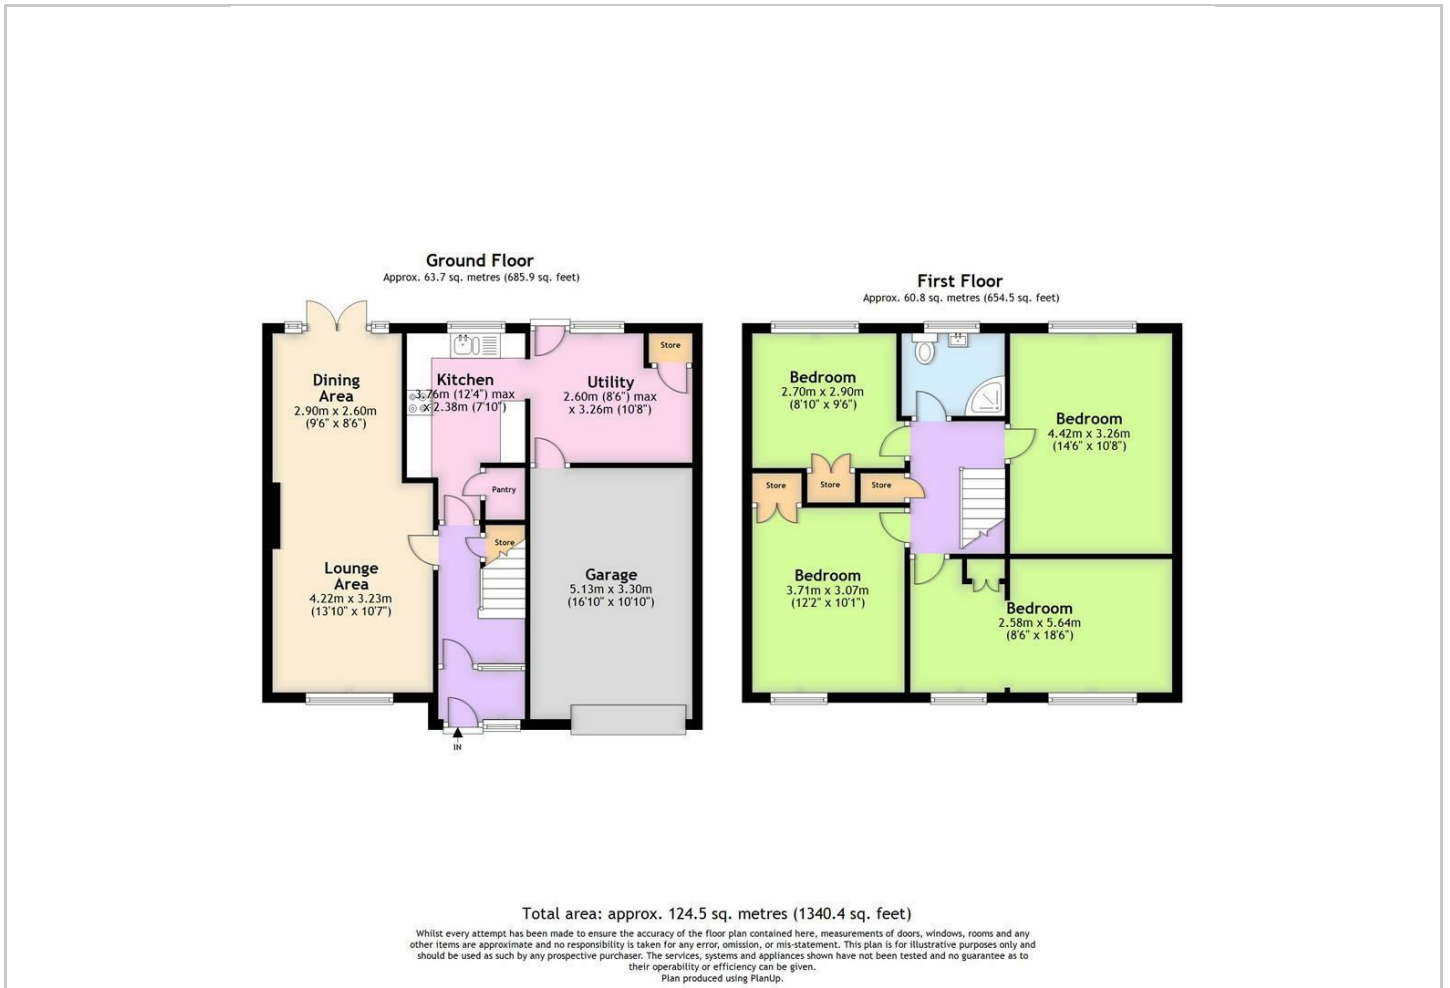 Ground Floor
Approx. 63.7 sq. metres (685.9 sq. feet)
Dining
Area
2.90m x 2.60m
(9'6" x 8'6")
Kitchen
3.76m (12'4") max
x 2.38m (7'10")
Utility
2.60m (8'6") max
x 3.26m (10'8")
Store
Pantry
Store
Lounge
Area
4.22m x 3.23m
(13'10" x 10'7")
Garage
5.13m x 3.30m
(16'10" x 10'10")
IN
First Floor
Approx. 60.8 sq. metres (654.5 sq. feet)
Bedroom
2.70m x 2.90m
(8'10" x 9'6")
Bedroom
4.42m x 3.26m
(14'6" x 10'8")
Store
Store
Store
Bedroom
3.71m x 3.07m
(12'2" x 10'1")
Bedroom
2.58m x 5.64m
(8'6" x 18'6")
Total area: approx. 124.5 sq. metres (1340.4 sq. feet)
Whilst every attempt has been made to ensure the accuracy of the floor plan contained here, measurements of doors, windows, rooms and any
other items are approximate and no responsibility is taken for any error, omission, or mis-statement. This plan is for illustrative purposes only and
should be used as such by any prospective purchaser. The services, systems and appliances shown have not been tested and no guarantee as to
their operability or efficiency can be given.
Plan produced using PlanUp.